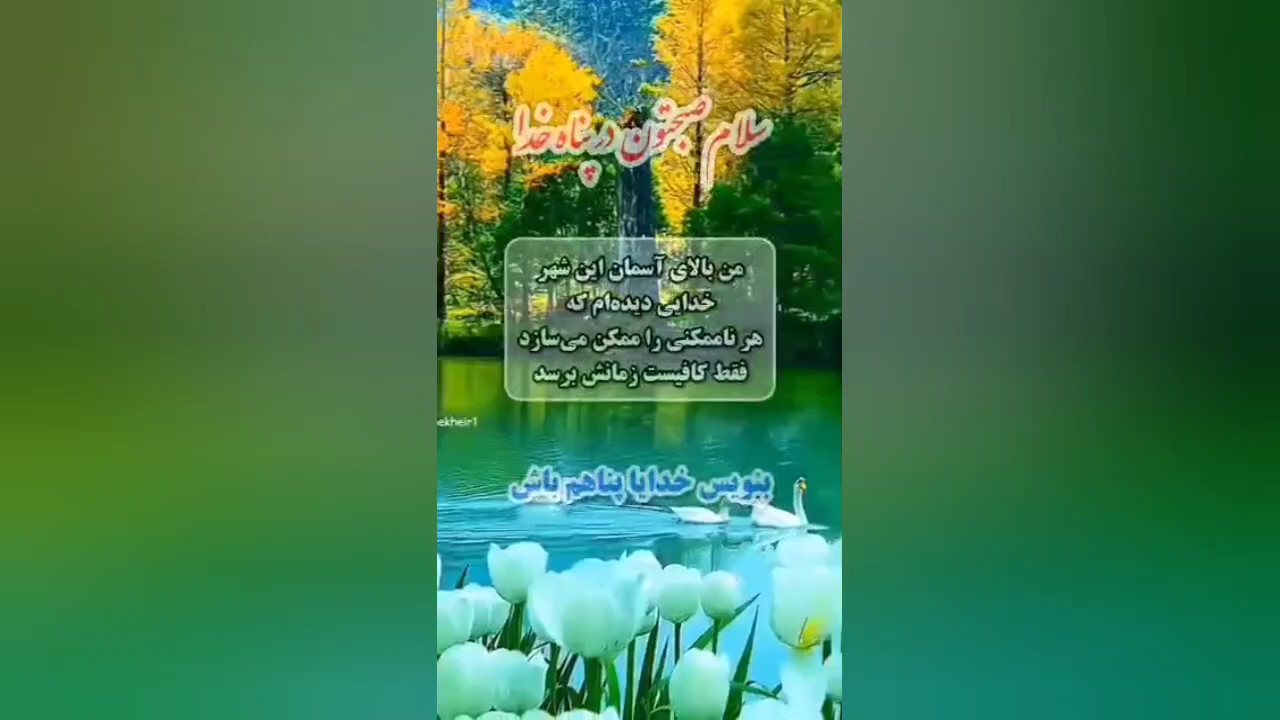 سلام صبحتون در پناه خدا
من بالای آسمان این شهر
خدایی دیده‌ام که
هر ناممکنی را ممکن می‌سازد
فقط کافیست زمانش برسد
ekheir1
بنویس خدایا پناهم باش